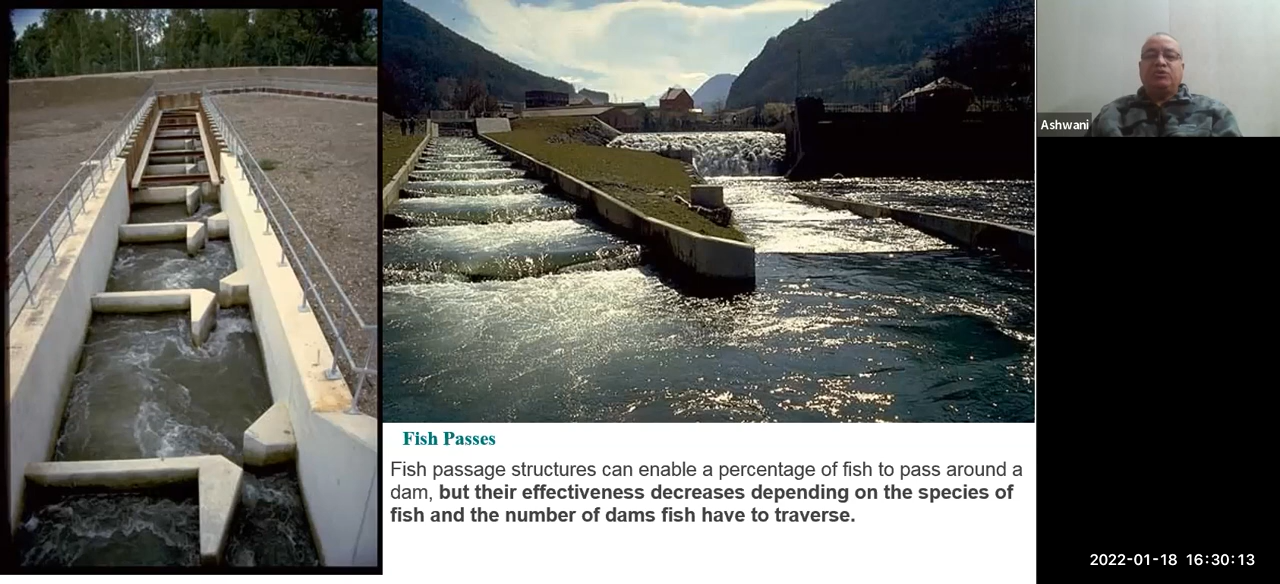 Ashwani
Fish Passes
Fish passage structures can enable a percentage of fish to pass around a
dam, but their effectiveness decreases depending on the species of
fish and the number of dams fish have to traverse.
2022-01-18 16:30:13